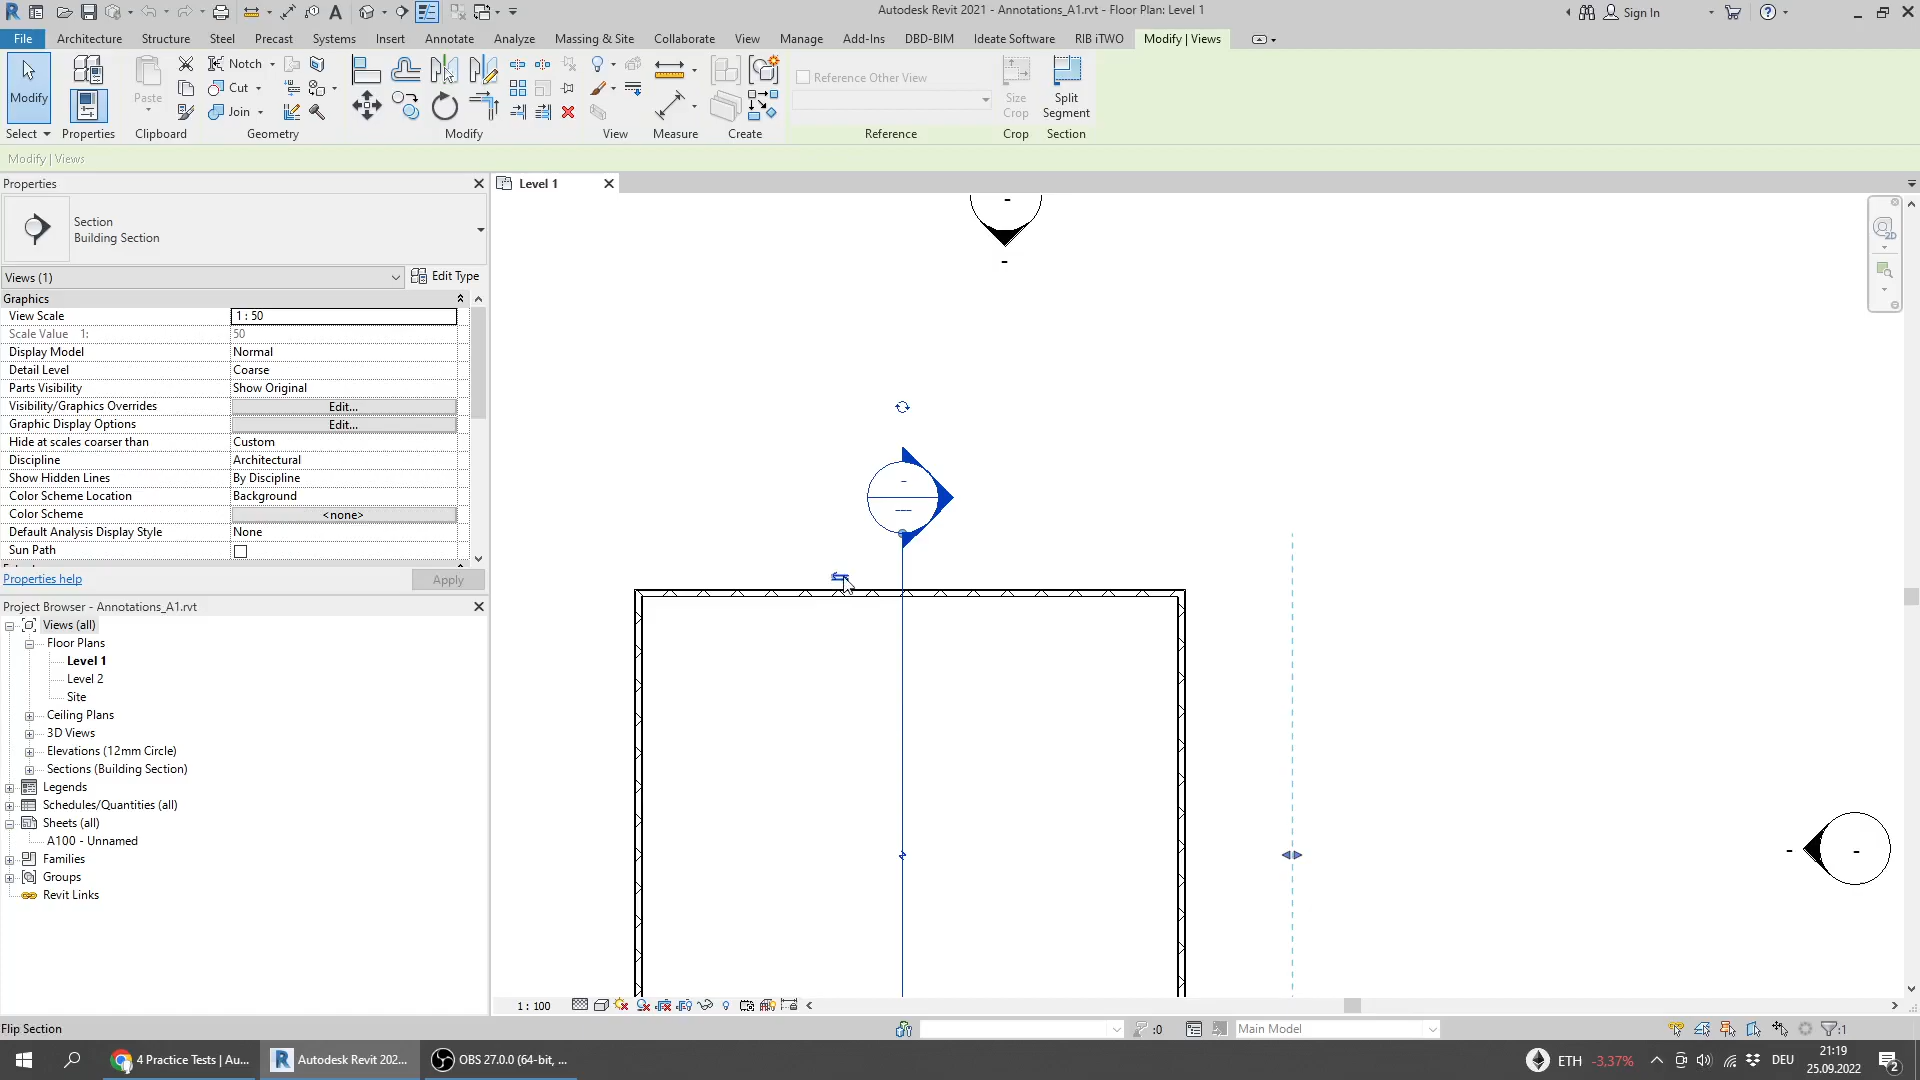 Autodesk Revit 2021 - Annotations_A1.rvt - Floor Plan: Level 1
Sign In
File
Architecture
Structure
Steel
Precast
Systems
Insert
Annotate
Analyze
Massing & Site
Collaborate
View
Manage
Add-Ins
DBD-BIM
Ideate Software
RIB iTWO
Modify | Views
Modify
Paste
Notch
Cut
Join
Reference Other View
Size
Crop
Split
Segment
Select
Properties
Clipboard
Geometry
Modify
View
Measure
Create
Reference
Crop
Section
Modify | Views
Properties
Section
Building Section
Views (1)
Edit Type
Graphics
View Scale 1 : 50
Scale Value 1: 50
Display Model Normal
Detail Level Coarse
Parts Visibility Show Original
Visibility/Graphics Overrides Edit...
Graphic Display Options Edit...
Hide at scales coarser than Custom
Discipline Architectural
Show Hidden Lines By Discipline
Color Scheme Location Background
Color Scheme <none>
Default Analysis Display Style None
Sun Path
Properties help
Apply
Project Browser - Annotations_A1.rvt
Views (all)
Floor Plans
Level 1
Level 2
Site
Ceiling Plans
3D Views
Elevations (12mm Circle)
Sections (Building Section)
Legends
Schedules/Quantities (all)
Sheets (all)
A100 - Unnamed
Families
Groups
Revit Links
Level 1
2D
1 : 100
Flip Section
:0
Main Model
:1
4 Practice Tests | Au...
Autodesk Revit 202...
OBS 27.0.0 (64-bit, ...
ETH -3,37%
DEU
21:19
25.09.2022
2